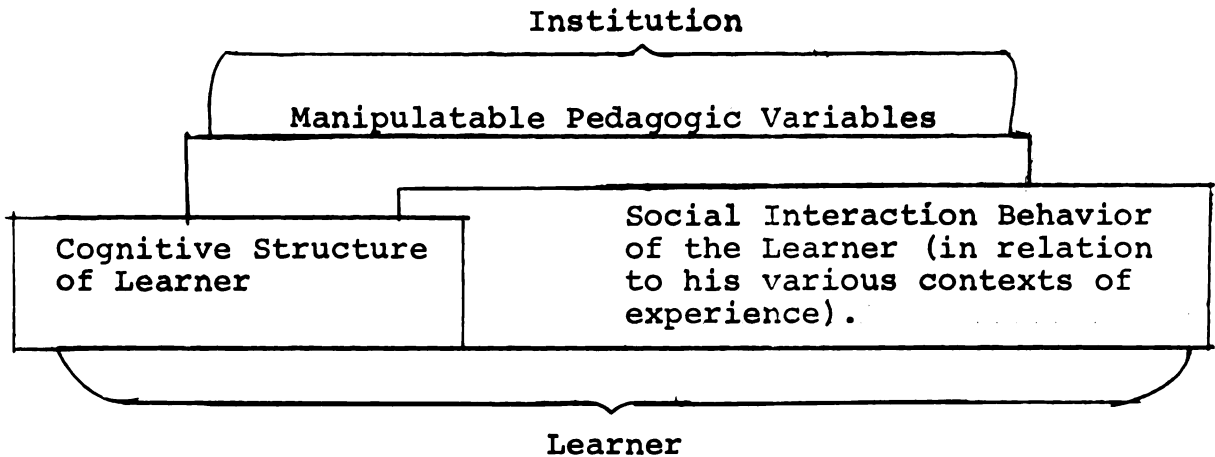 Institution
Manipulatable Pedagogic Variables
Cognitive Structure
of Learner
Social Interaction Behavior
of the Learner (in relation
to his various contexts of
experience).
Learner